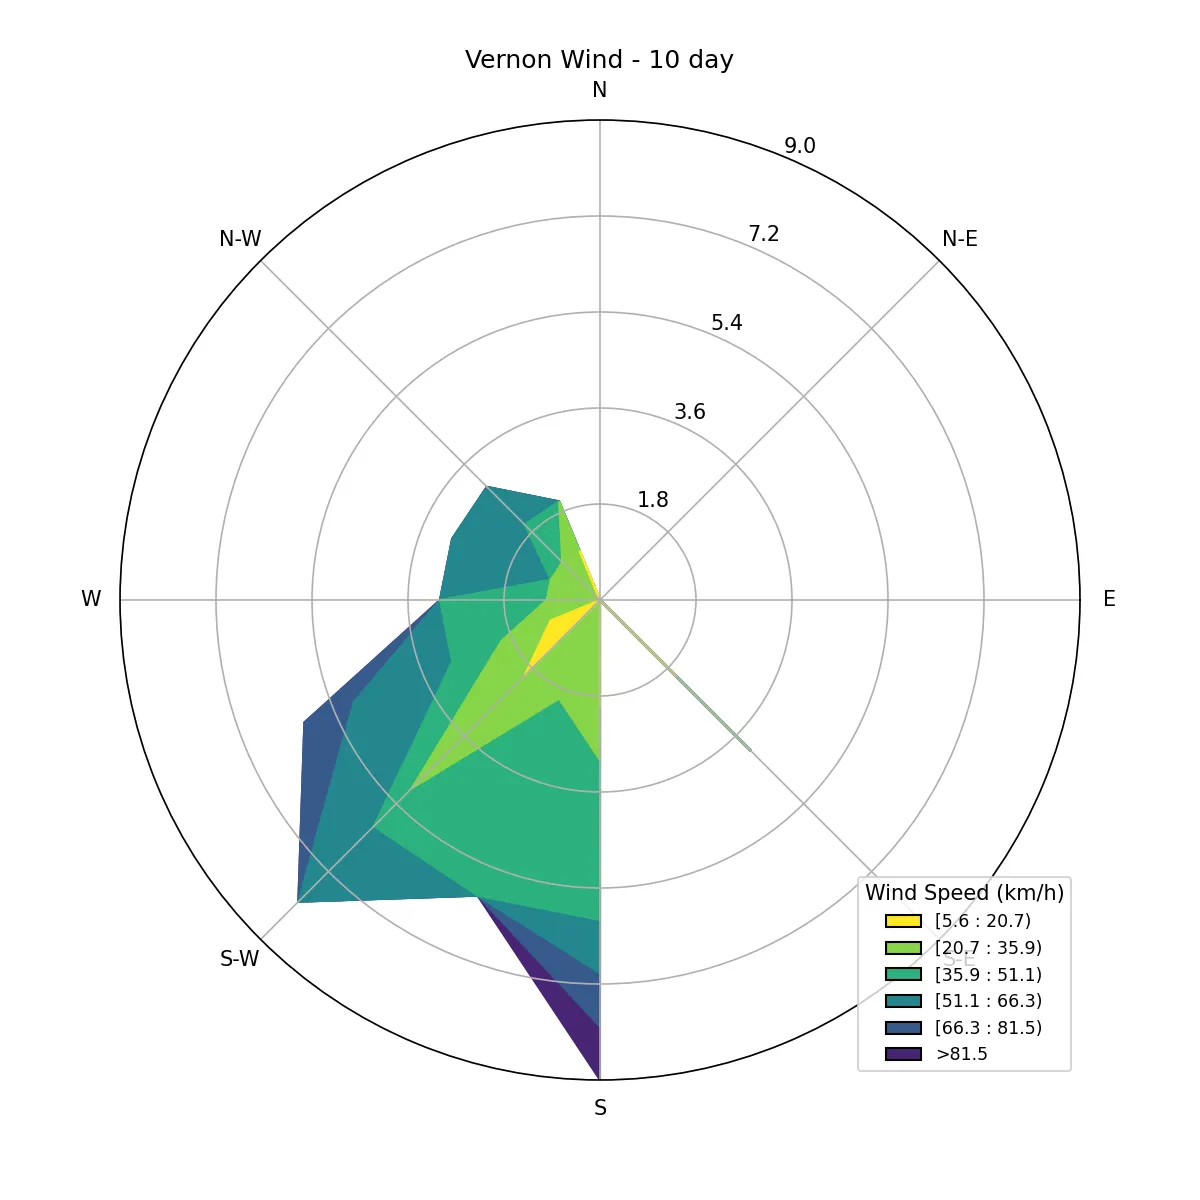 Vernon Wind - 10 day
N
9.0
7.2
N-W
N-E
5.4
3.6
1.8
W
E
Wind Speed (km/h)
[5.6 : 20.7)
[20.7 : 35.9)
S-W
S-E
[35.9 : 51.1)
[51.1 : 66.3)
[66.3 : 81.5)
>81.5
S